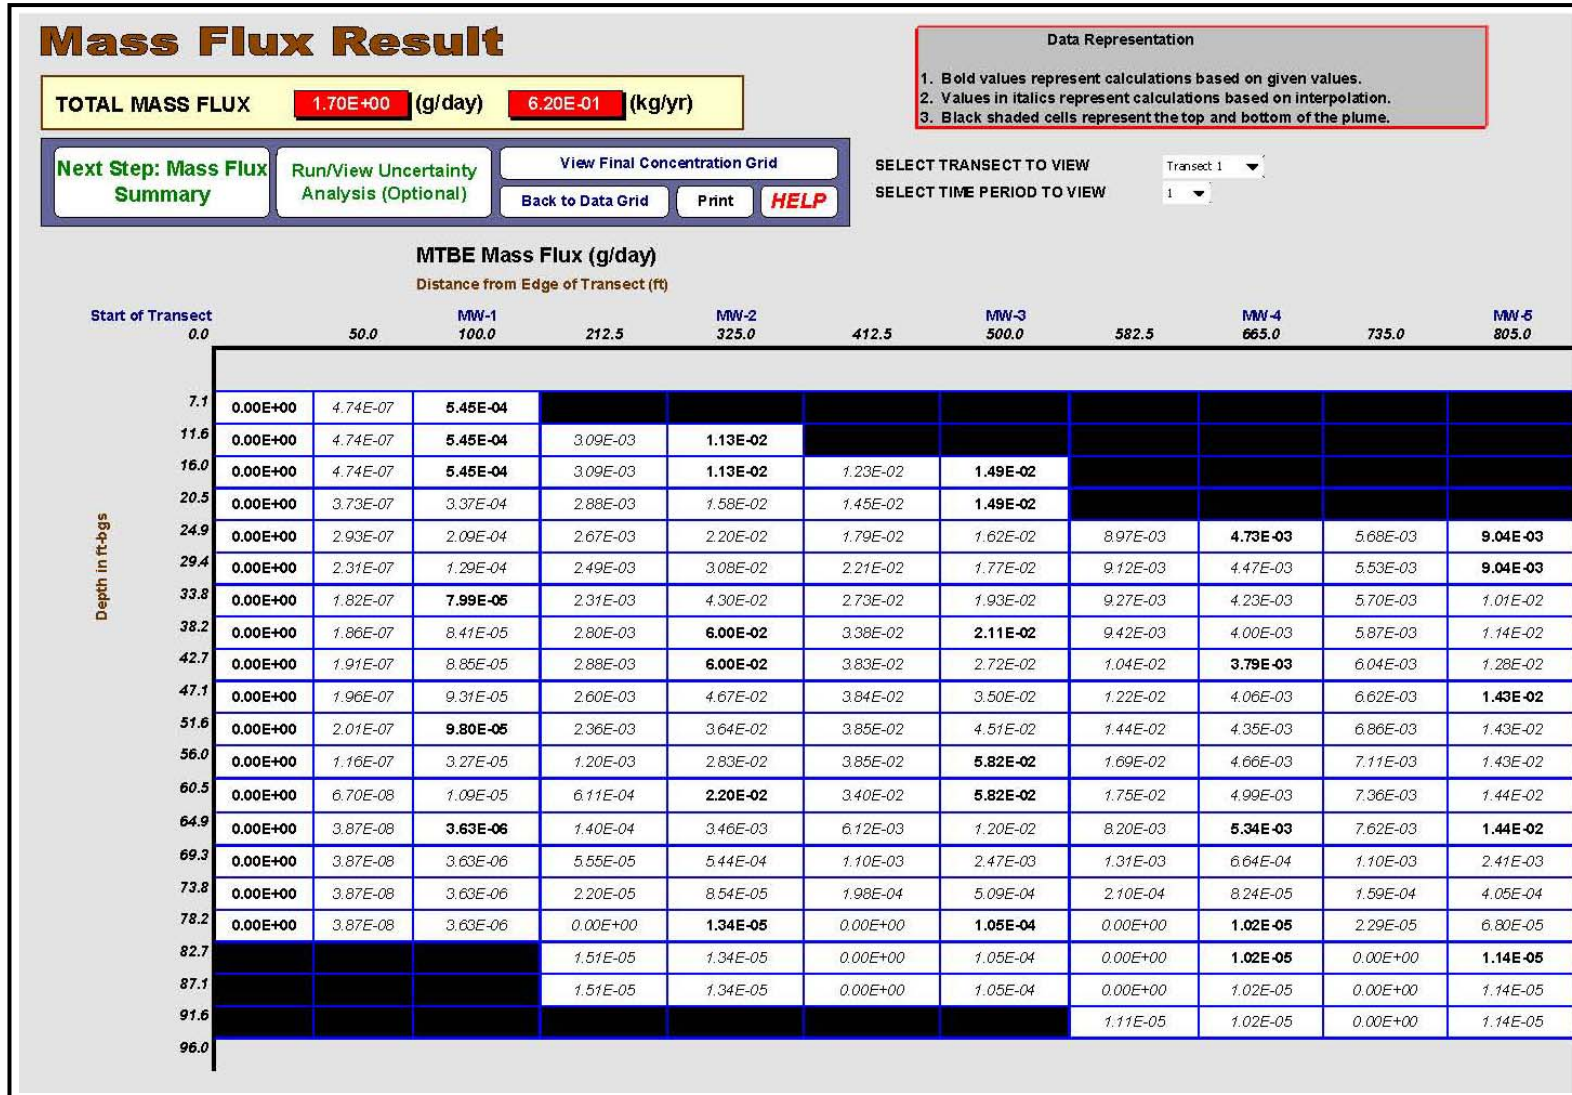 Mass Flux Result
TOTAL MASS FLUX 1.70E+00 (g/day) 6.20E-01 (kg/yr)
Data Representation
1. Bold values represent calculations based on given values.
2. Values in italics represent calculations based on interpolation.
3. Black shaded cells represent the top and bottom of the plume.
Next Step: Mass Flux Summary
Run/View Uncertainty Analysis (Optional)
View Final Concentration Grid
Back to Data Grid Print HELP
SELECT TRANSECT TO VIEW Transect 1
SELECT TIME PERIOD TO VIEW 1
MTBE Mass Flux (g/day)
Distance from Edge of Transect (ft)
Start of Transect MW-1 MW-2 MW-3 MW-4 MW-5
0.0 50.0 100.0 212.5 325.0 412.5 500.0 582.5 665.0 735.0 805.0
Depth in ft-bgs
7.1 0.00E+00 4.74E-07 5.45E-04
11.6 0.00E+00 4.74E-07 5.45E-04 3.09E-03 1.13E-02
16.0 0.00E+00 4.74E-07 5.45E-04 3.09E-03 1.13E-02 1.23E-02 1.49E-02
20.5 0.00E+00 3.73E-07 3.37E-04 2.88E-03 1.58E-02 1.45E-02 1.49E-02
24.9 0.00E+00 2.93E-07 2.09E-04 2.67E-03 2.20E-02 1.79E-02 1.62E-02 8.97E-03 4.73E-03 5.68E-03 9.04E-03
29.4 0.00E+00 2.31E-07 1.29E-04 2.49E-03 3.08E-02 2.21E-02 1.77E-02 9.12E-03 4.47E-03 5.53E-03 9.04E-03
33.8 0.00E+00 1.82E-07 7.99E-05 2.31E-03 4.30E-02 2.73E-02 1.93E-02 9.27E-03 4.23E-03 5.70E-03 1.01E-02
38.2 0.00E+00 1.86E-07 8.41E-05 2.80E-03 6.00E-02 3.38E-02 2.11E-02 9.42E-03 4.00E-03 5.87E-03 1.14E-02
42.7 0.00E+00 1.91E-07 8.85E-05 2.88E-03 6.00E-02 3.83E-02 2.72E-02 1.04E-02 3.79E-03 6.04E-03 1.28E-02
47.1 0.00E+00 1.96E-07 9.31E-05 2.60E-03 4.67E-02 3.84E-02 3.50E-02 1.22E-02 4.06E-03 6.62E-03 1.43E-02
51.6 0.00E+00 2.01E-07 9.80E-05 2.36E-03 3.64E-02 3.85E-02 4.51E-02 1.44E-02 4.35E-03 6.86E-03 1.43E-02
56.0 0.00E+00 1.16E-07 3.27E-05 1.20E-03 2.83E-02 3.85E-02 5.82E-02 1.69E-02 4.66E-03 7.11E-03 1.43E-02
60.5 0.00E+00 6.70E-08 1.09E-05 6.11E-04 2.20E-02 3.40E-02 5.82E-02 1.75E-02 4.99E-03 7.36E-03 1.44E-02
64.9 0.00E+00 3.87E-08 3.63E-06 1.40E-04 3.46E-03 6.12E-03 1.20E-02 8.20E-03 5.34E-03 7.62E-03 1.44E-02
69.3 0.00E+00 3.87E-08 3.63E-06 5.55E-05 5.44E-04 1.10E-03 2.47E-03 1.31E-03 6.64E-04 1.10E-03 2.41E-03
73.8 0.00E+00 3.87E-08 3.63E-06 2.20E-05 8.54E-05 1.98E-04 5.09E-04 2.10E-04 8.24E-05 1.59E-04 4.05E-04
78.2 0.00E+00 3.87E-08 3.63E-06 0.00E+00 1.34E-05 0.00E+00 1.05E-04 0.00E+00 1.02E-05 2.29E-05 6.80E-05
82.7 1.51E-05 1.34E-05 0.00E+00 1.05E-04 0.00E+00 1.02E-05 0.00E+00 1.14E-05
87.1 1.51E-05 1.34E-05 0.00E+00 1.05E-04 0.00E+00 1.02E-05 0.00E+00 1.14E-05
91.6 1.11E-05 1.02E-05 0.00E+00 1.14E-05
96.0